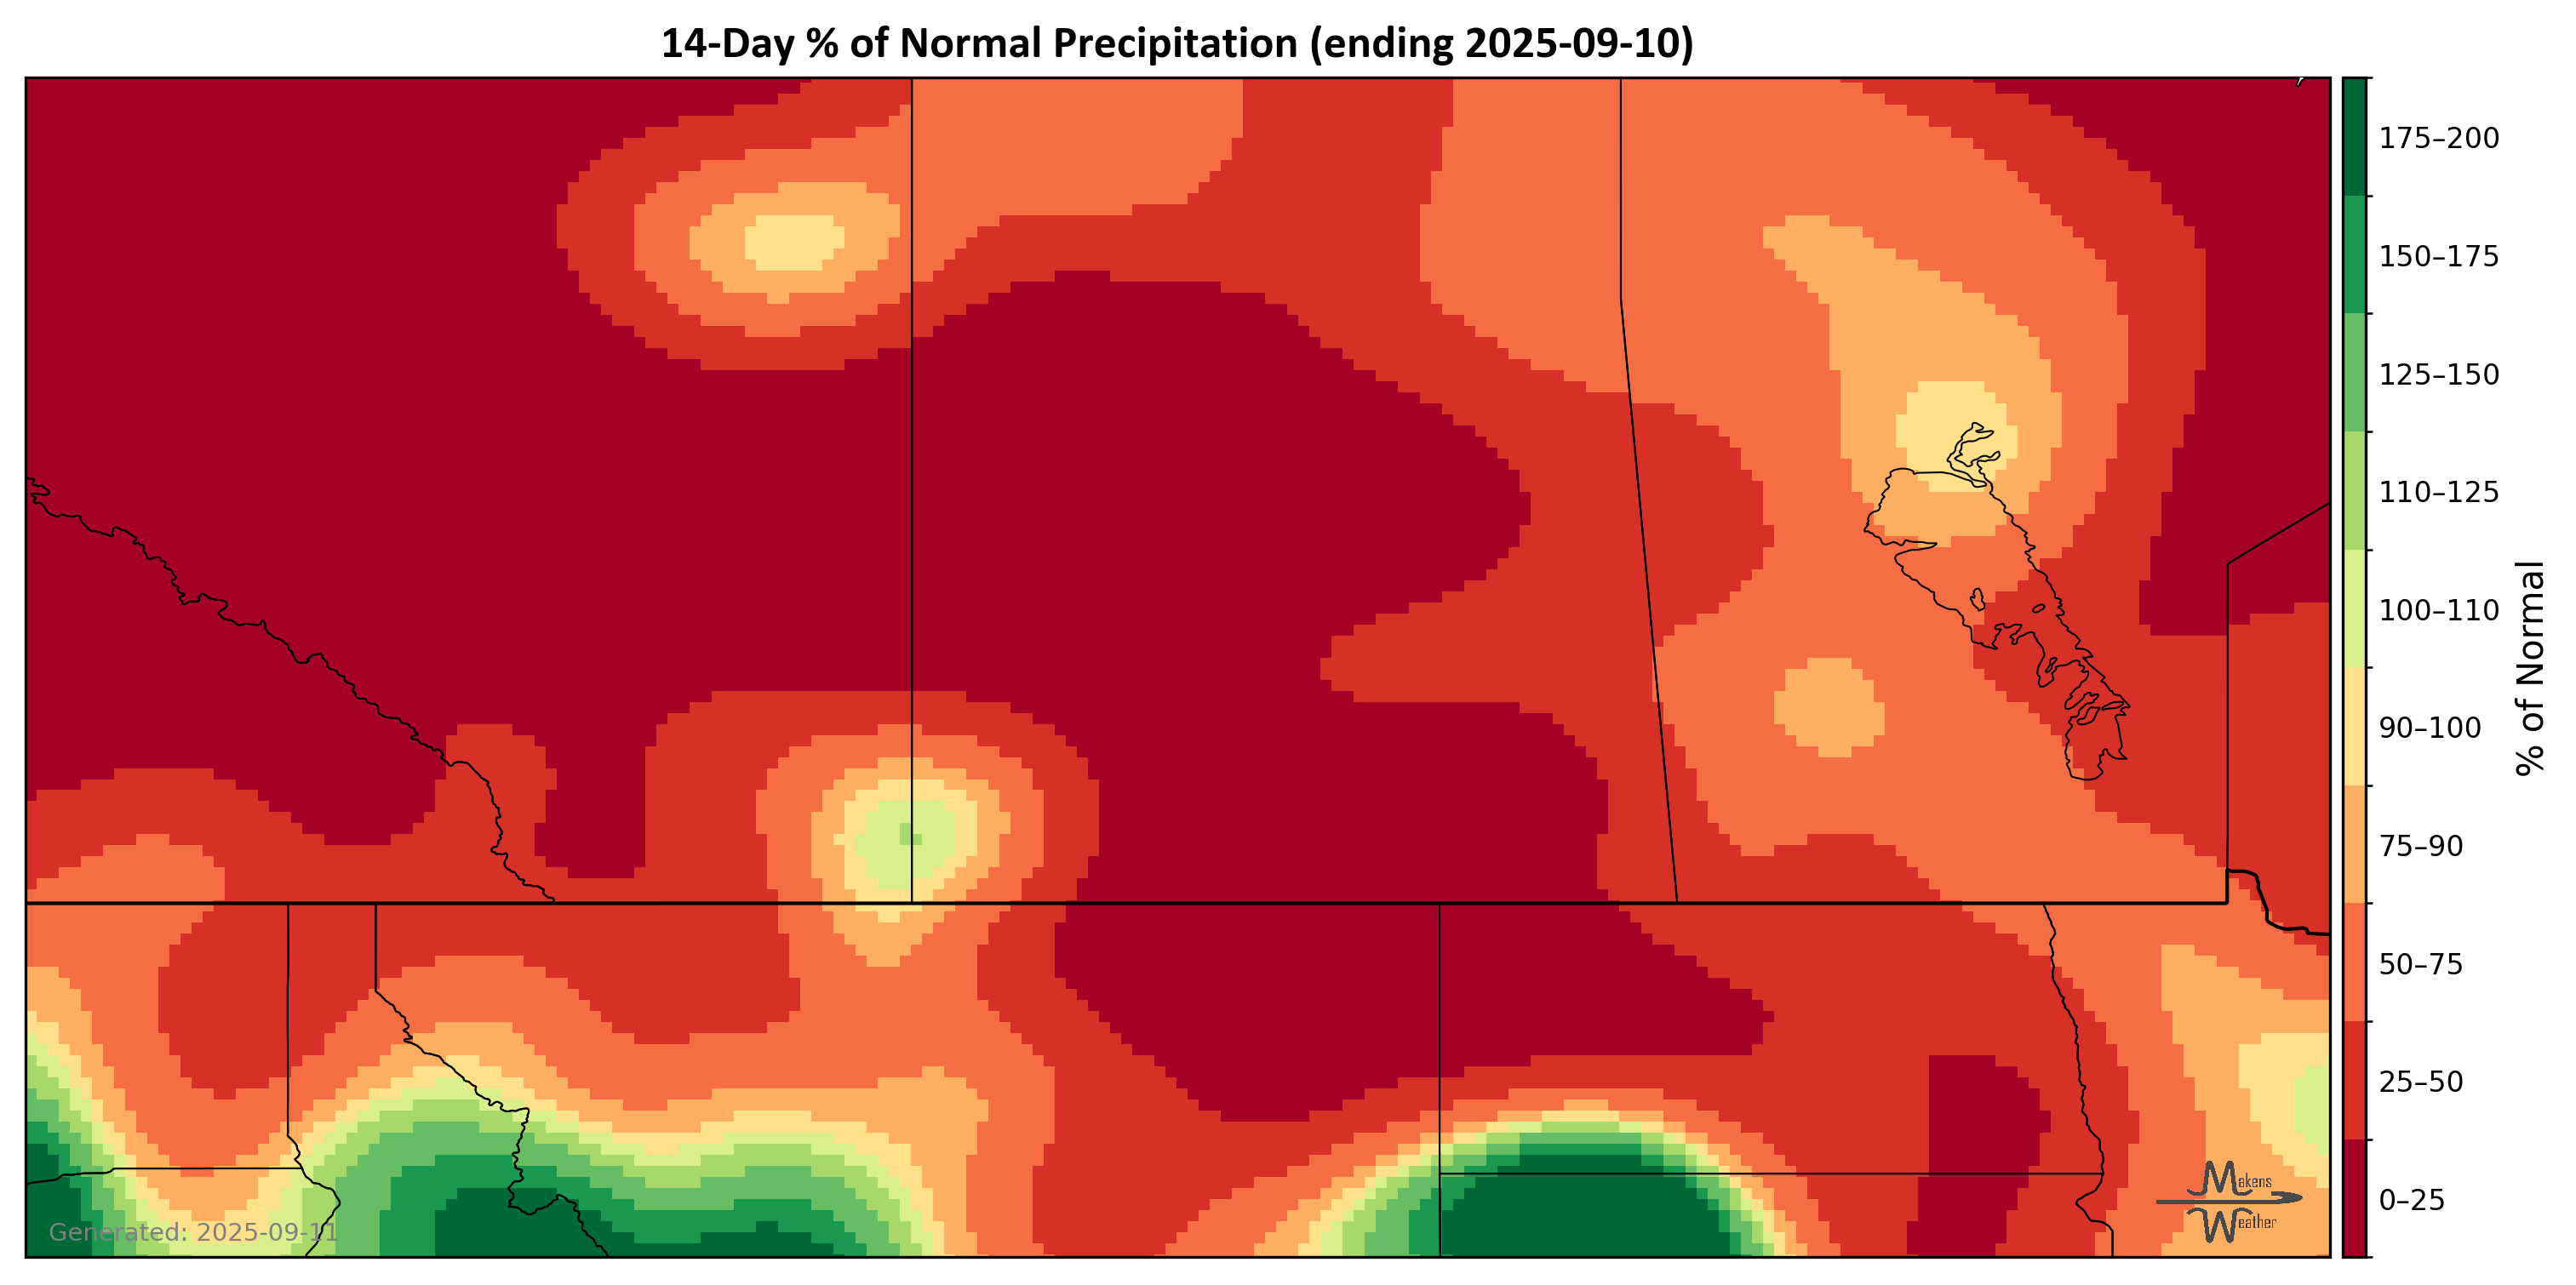 14-Day % of Normal Precipitation (ending 2025-09-10)
175–200
150–175
125–150
110–125
100–110
90–100
75–90
50–75
25–50
0–25
% of Normal
Generated: 2025-09-11
Makens
Weather